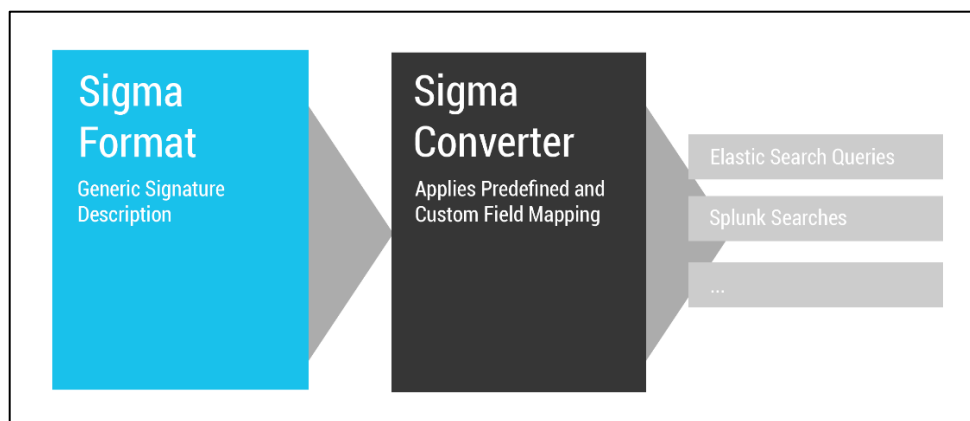 Sigma
Format
Generic Signature
Description
Sigma
Converter
Applies Predefined and
Custom Field Mapping
Elastic Search Queries
Splunk Searches
...